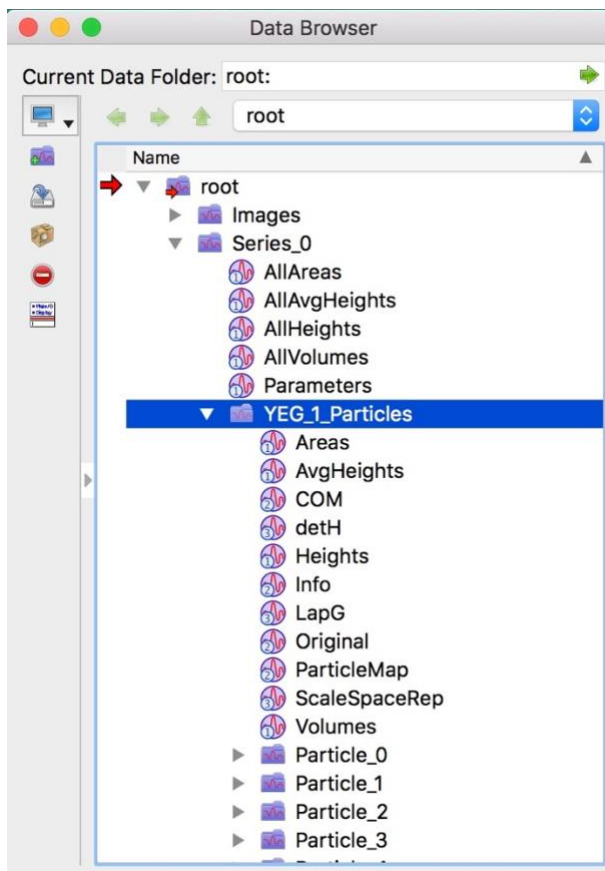 Data Browser
Current Data Folder: root:
root
Name
root
Images
Series_0
AllAreas
AllAvgHeights
AllHeights
AllVolumes
Parameters
YEG_1_Particles
Areas
AvgHeights
COM
detH
Heights
Info
LapG
Original
ParticleMap
ScaleSpaceRep
Volumes
Particle_0
Particle_1
Particle_2
Particle_3